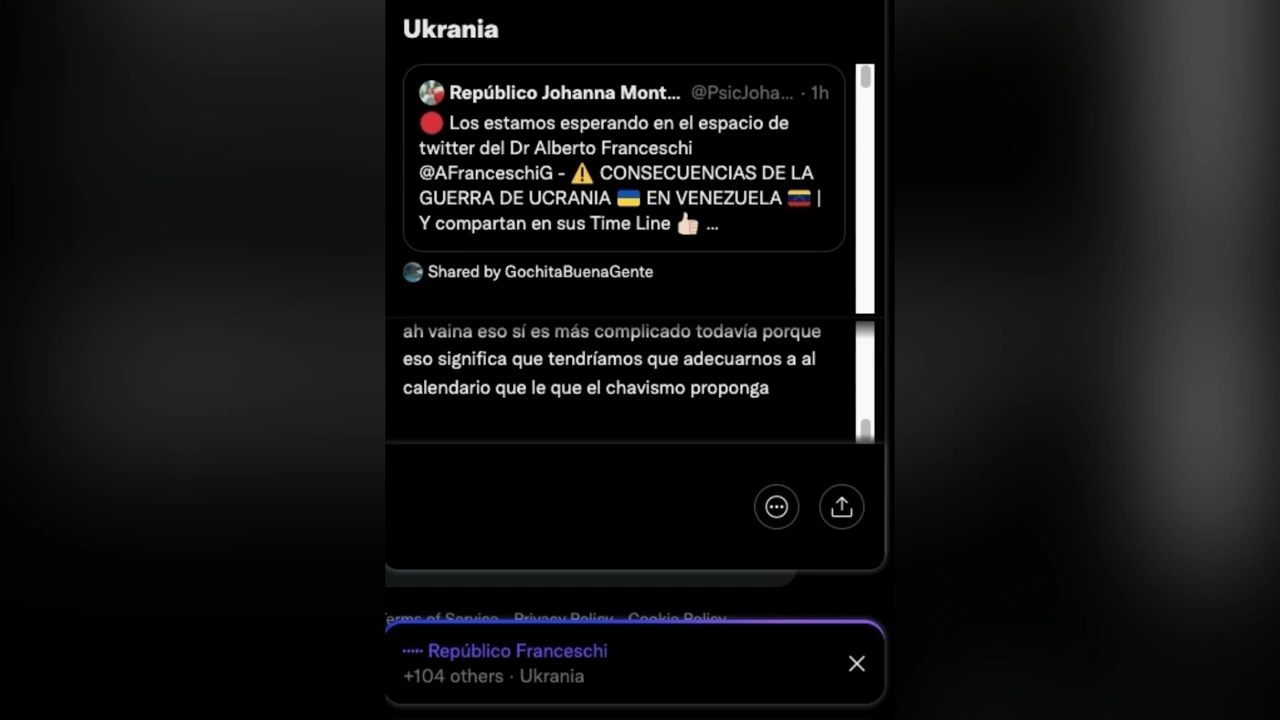 Ukrania
Repúblico Johanna Mont... @PsicJoha... · 1h
🔴 Los estamos esperando en el espacio de
twitter del Dr Alberto Franceschi
@AFranceschiG - ⚠️ CONSECUENCIAS DE LA
GUERRA DE UCRANIA 🇺🇦 EN VENEZUELA 🇻🇪 |
Y compartan en sus Time Line 👍🏻 ...
Shared by GochitaBuenaGente
ah vaina eso sí es más complicado todavía porque
eso significa que tendríamos que adecuarnos a al
calendario que le que el chavismo proponga
Terms of Service Privacy Policy Cookie Policy
Repúblico Franceschi
+104 others · Ukrania